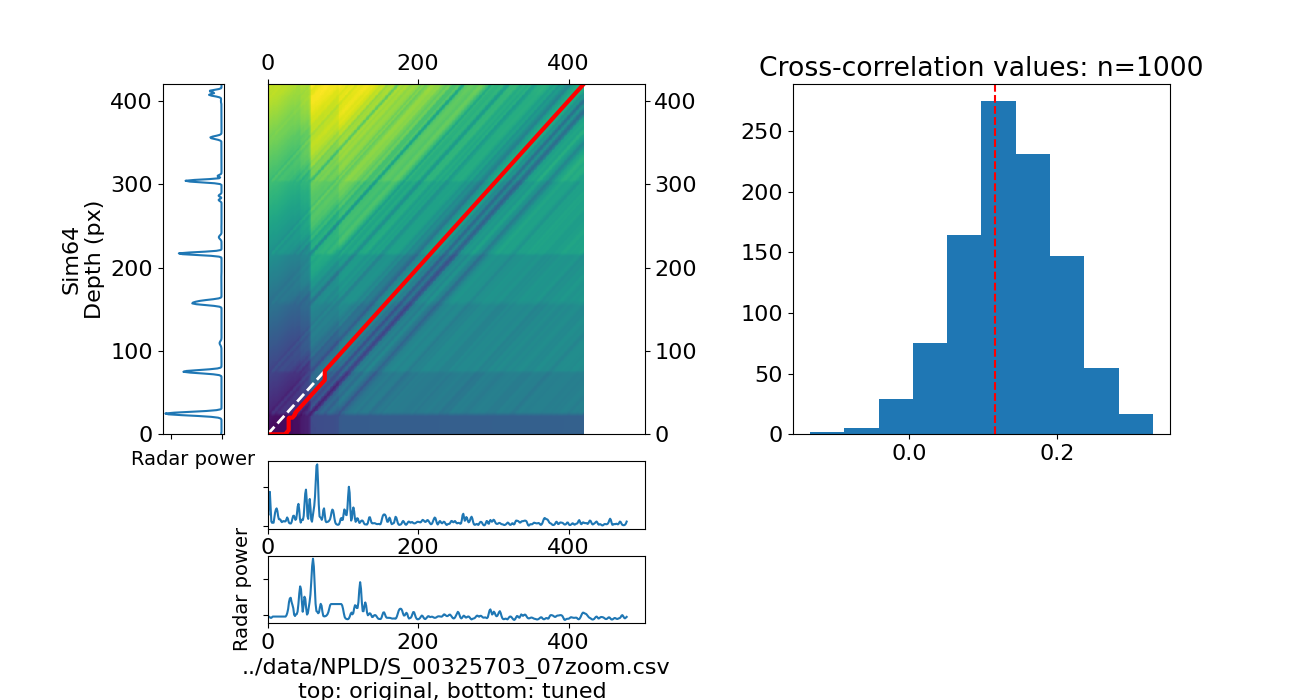 0 200 400
Cross-correlation values: n=1000
400
300
200
100
0
Sim64
Depth (px)
Radar power
400
300
200
100
0
250
200
150
100
50
0
0.0 0.2
0 200 400
Radar power
0 200 400
../data/NPLD/S_00325703_07zoom.csv
top: original, bottom: tuned